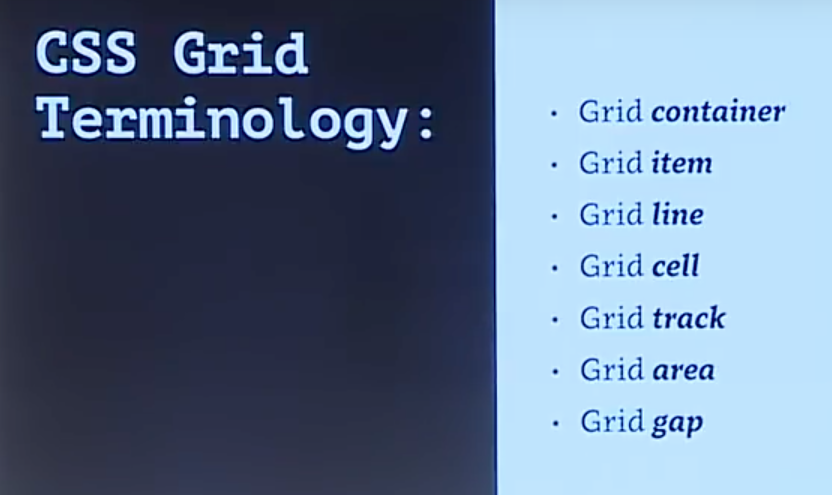 CSS Grid
Terminology:
· Grid container
· Grid item
· Grid line
· Grid cell
· Grid track
· Grid area
· Grid gap